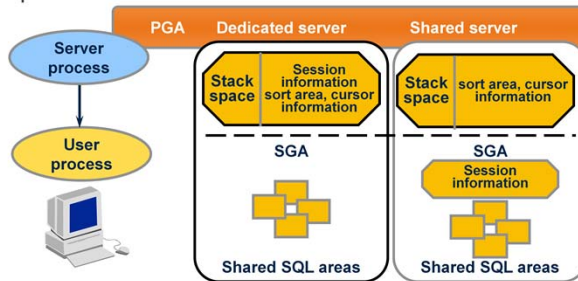 PGA Dedicated server Shared server
Server
process
User
process
Stack
space
Session
information
sort area, cursor
information
SGA
Shared SQL areas
Stack
space
sort area, cursor
information
SGA
Session
information
Shared SQL areas